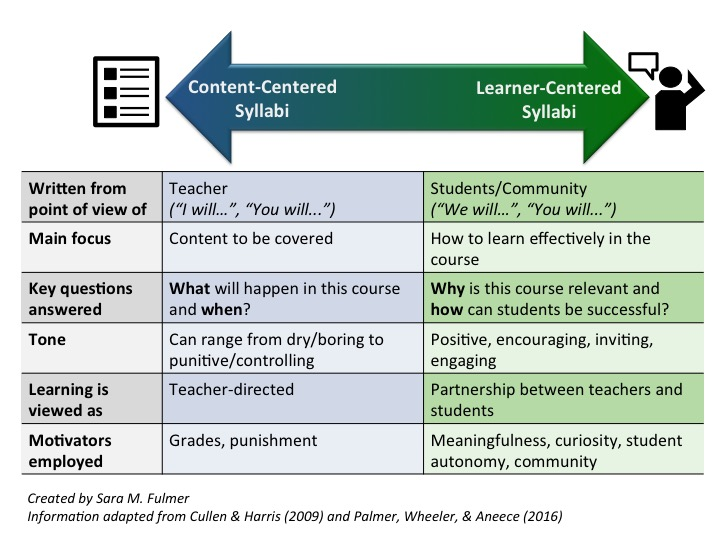 Content-Centered
Syllabi
Learner-Centered
Syllabi
Written from
point of view of
Teacher
(“I will…”, “You will...”)
Students/Community
(“We will…”, “You will...”)
Main focus
Content to be covered
How to learn effectively in the
course
Key questions
answered
What will happen in this course
and when?
Why is this course relevant and
how can students be successful?
Tone
Can range from dry/boring to
punitive/controlling
Positive, encouraging, inviting,
engaging
Learning is
viewed as
Teacher-directed
Partnership between teachers and
students
Motivators
employed
Grades, punishment
Meaningfulness, curiosity, student
autonomy, community
Created by Sara M. Fulmer
Information adapted from Cullen & Harris (2009) and Palmer, Wheeler, & Aneece (2016)